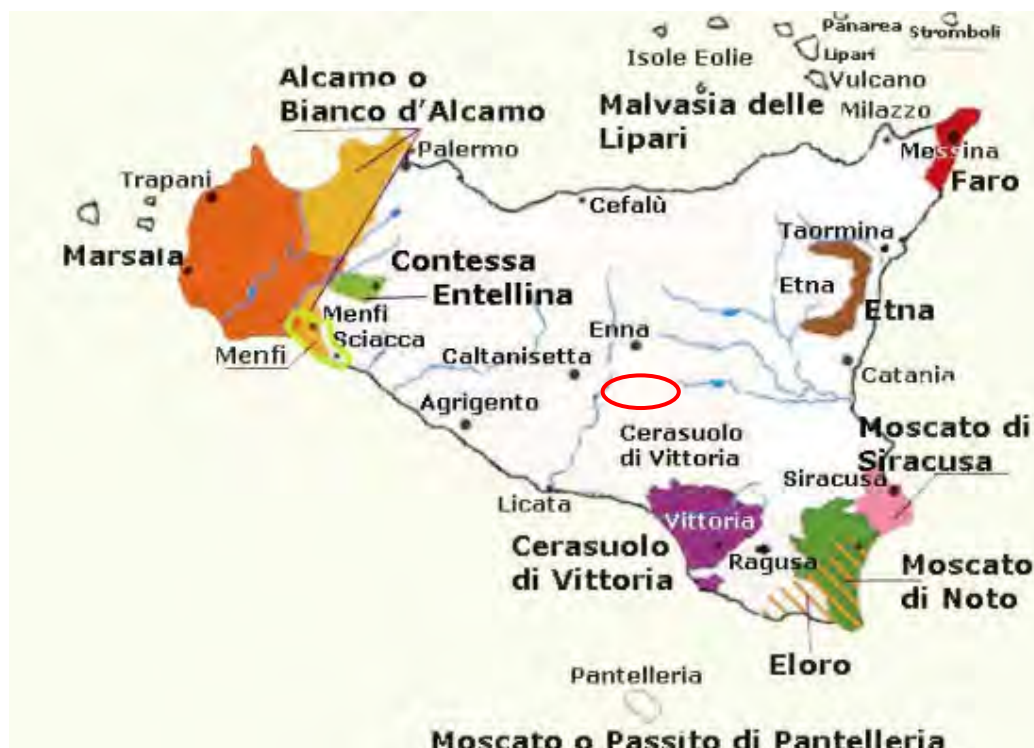 Panarea
Stromboli
Isole Eolie
Lipari
Vulcano
Alcamo o
Bianco d'Alcamo
Malvasia delle
Lipari
Milazzo
Palermo
Messina
Trapani
Cefalù
Faro
Taormina
Marsala
Contessa
Entellina
Etna
Etna
Menfi
Sciacca
Enna
Menfi
Caltanisetta
Catania
Agrigento
Cerasuolo
di Vittoria
Moscato di
Siracusa
Siracusa
Licata
Vittoria
Cerasuolo
di Vittoria
Ragusa
Moscato
di Noto
Eloro
Pantelleria
Moscato o Passito di Pantelleria